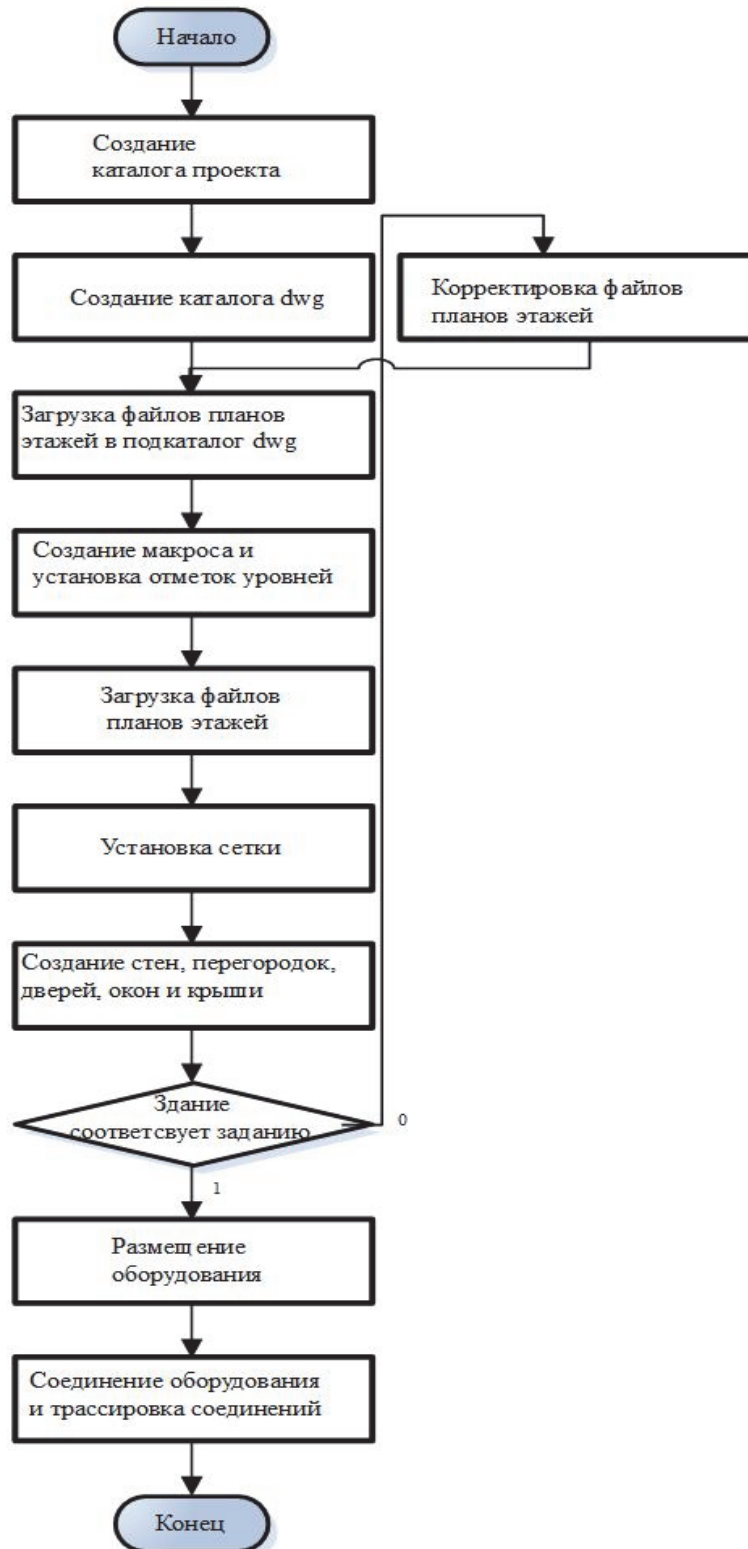 Начало
Создание
каталога проекта
Создание каталога dwg
Корректировка файлов
планов этажей
Загрузка файлов планов
этажей в подкаталог dwg
Создание макроса и
установка отметок уровней
Загрузка файлов
планов этажей
Установка сетки
Создание стен, перегородок,
дверей, окон и крыши
Здание
соответсвует заданию
0
1
Размещение
оборудования
Соединение оборудования
и трассировка соединений
Конец